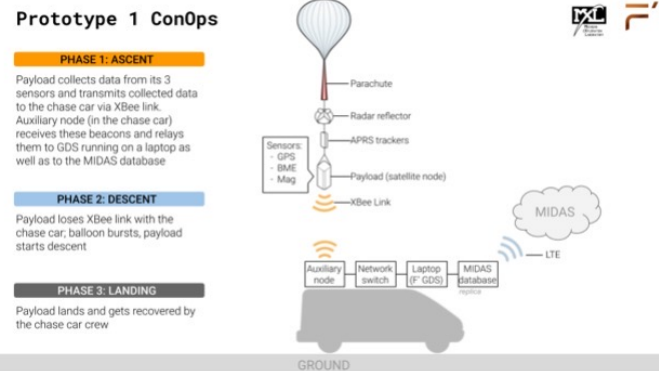 Prototype 1 ConOps
PHASE 1: ASCENT
Payload collects data from its 3
sensors and transmits collected data
to the chase car via XBee link.
Auxiliary node (in the chase car)
receives these beacons and relays
them to GDS running on a laptop as
well as to the MIDAS database
PHASE 2: DESCENT
Payload loses XBee link with the
chase car; balloon bursts, payload
starts descent
PHASE 3: LANDING
Payload lands and gets recovered by
the chase car crew
MXL
F'
Parachute
Radar reflector
APRS trackers
Sensors:
- GPS
- BME
- Mag
Payload (satellite node)
XBee Link
MIDAS
LTE
Auxiliary
node
Network
switch
Laptop
(F' GDS)
MIDAS
database
replica
GROUND